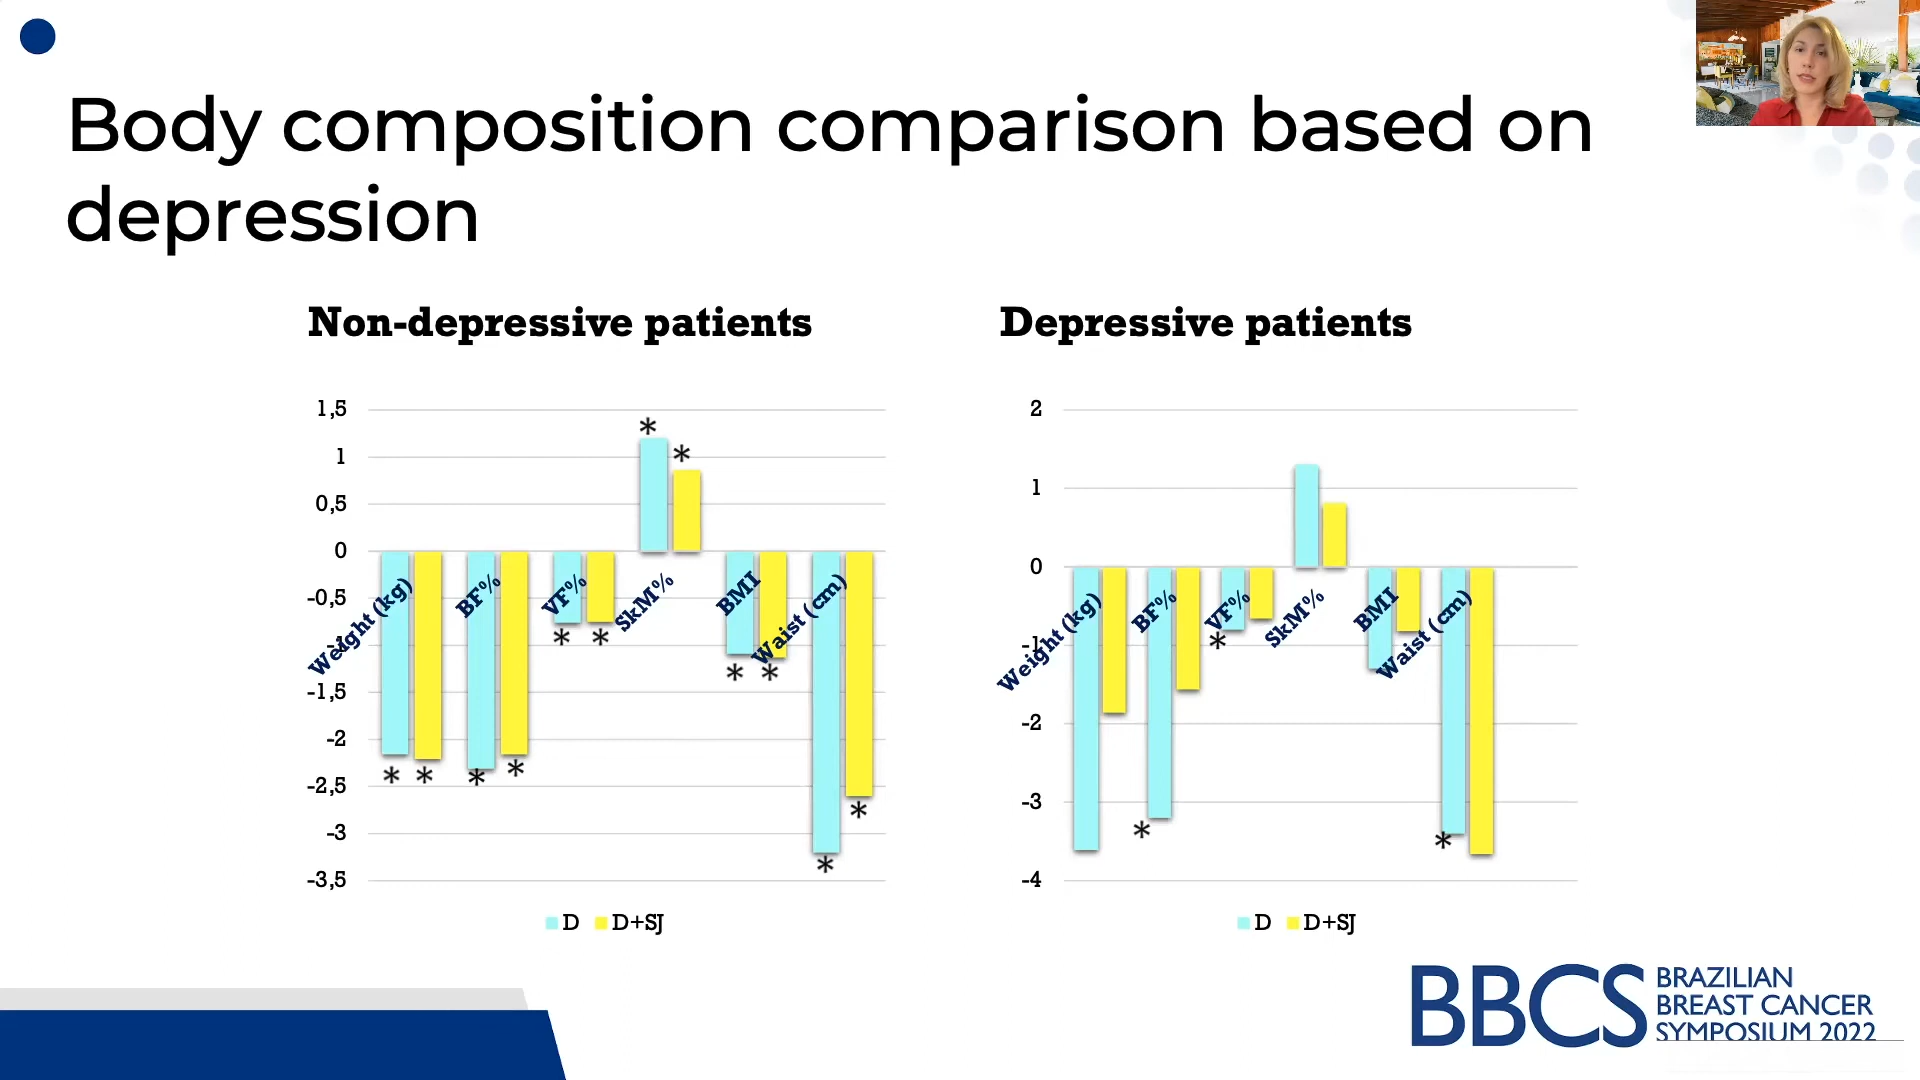 Body composition comparison based on
depression
Non-depressive patients
1,5
1
0,5
0
-0,5
-1
-1,5
-2
-2,5
-3
-3,5
Weight (kg)
BF%
VF%
SkM%
BMI
Waist (cm)
*
*
*
*
*
*
*
*
*
*
*
*
D
D+SJ
Depressive patients
2
1
0
-1
-2
-3
-4
Weight (kg)
BF%
VF%
SkM%
BMI
Waist (cm)
*
*
*
D
D+SJ
BBCS
BRAZILIAN
BREAST CANCER
SYMPOSIUM 2022